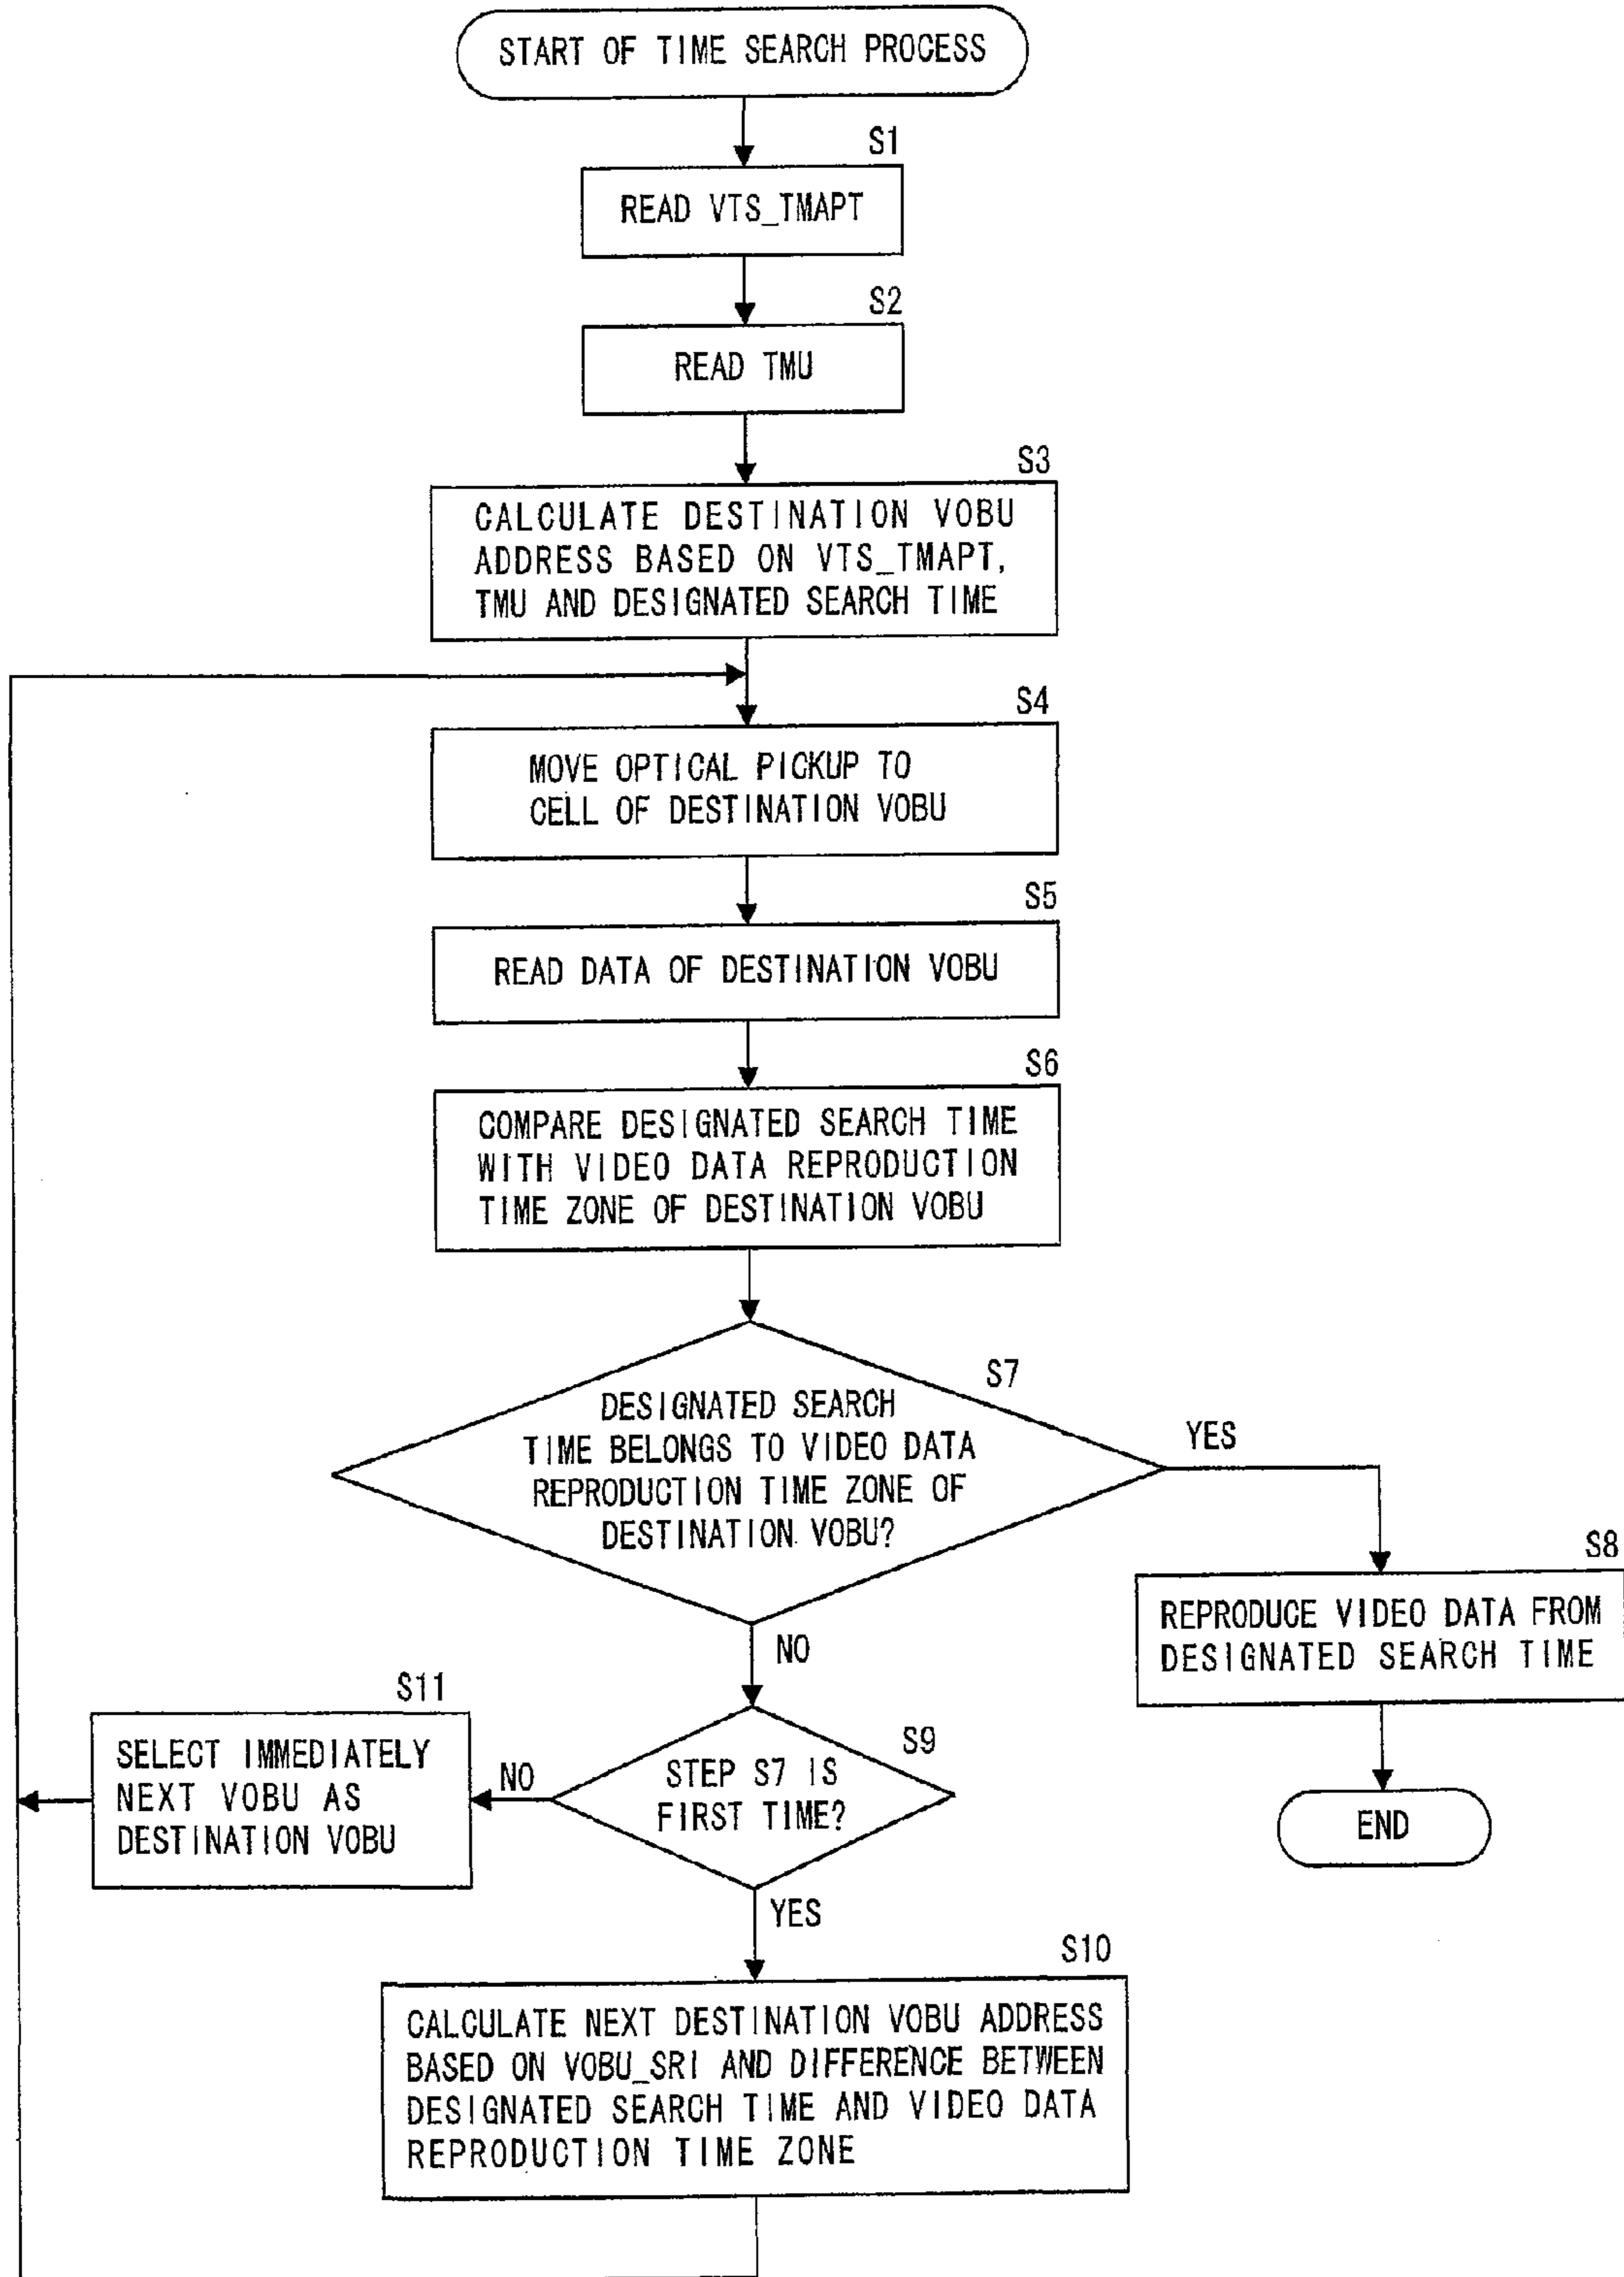 START OF TIME SEARCH PROCESS
S1
READ VTS_TMAPT
S2
READ TMU
S3
CALCULATE DESTINATION VOBU
ADDRESS BASED ON VTS_TMAPT,
TMU AND DESIGNATED SEARCH TIME
S4
MOVE OPTICAL PICKUP TO
CELL OF DESTINATION VOBU
S5
READ DATA OF DESTINATION VOBU
S6
COMPARE DESIGNATED SEARCH TIME
WITH VIDEO DATA REPRODUCTION
TIME ZONE OF DESTINATION VOBU
S7
DESIGNATED SEARCH
TIME BELONGS TO VIDEO DATA
REPRODUCTION TIME ZONE OF
DESTINATION VOBU?
YES
S8
REPRODUCE VIDEO DATA FROM
DESIGNATED SEARCH TIME
END
NO
S9
STEP S7 IS
FIRST TIME?
NO
S11
SELECT IMMEDIATELY
NEXT VOBU AS
DESTINATION VOBU
YES
S10
CALCULATE NEXT DESTINATION VOBU ADDRESS
BASED ON VOBU_SRI AND DIFFERENCE BETWEEN
DESIGNATED SEARCH TIME AND VIDEO DATA
REPRODUCTION TIME ZONE